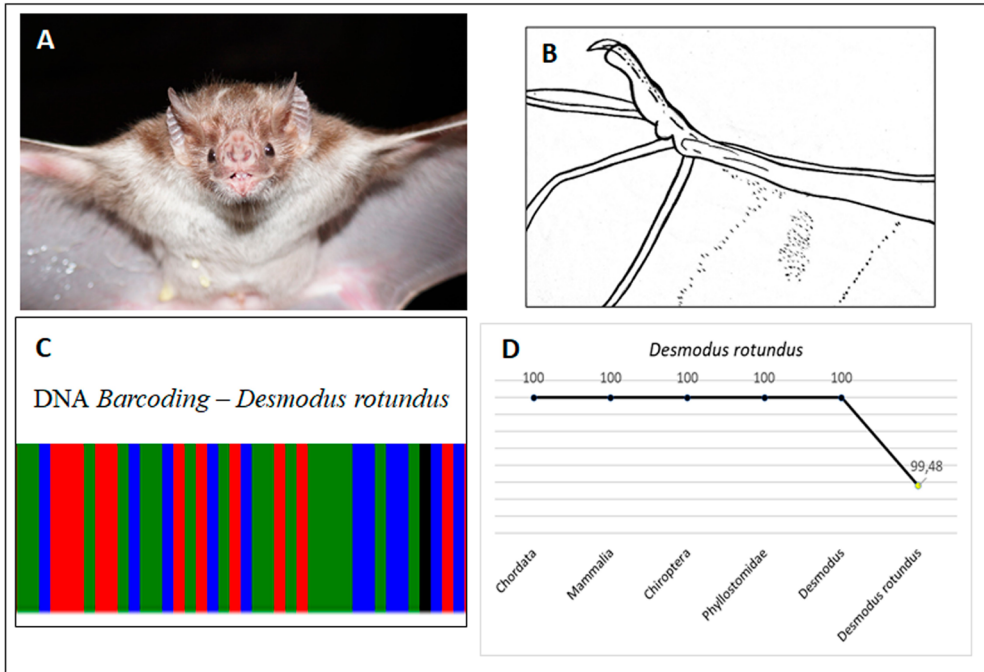 A
B
C
DNA Barcoding – Desmodus rotundus
D
Desmodus rotundus
100 100 100 100 100
99,48
Chordata
Mammalia
Chiroptera
Phyllostomidae
Desmodus
Desmodus rotundus